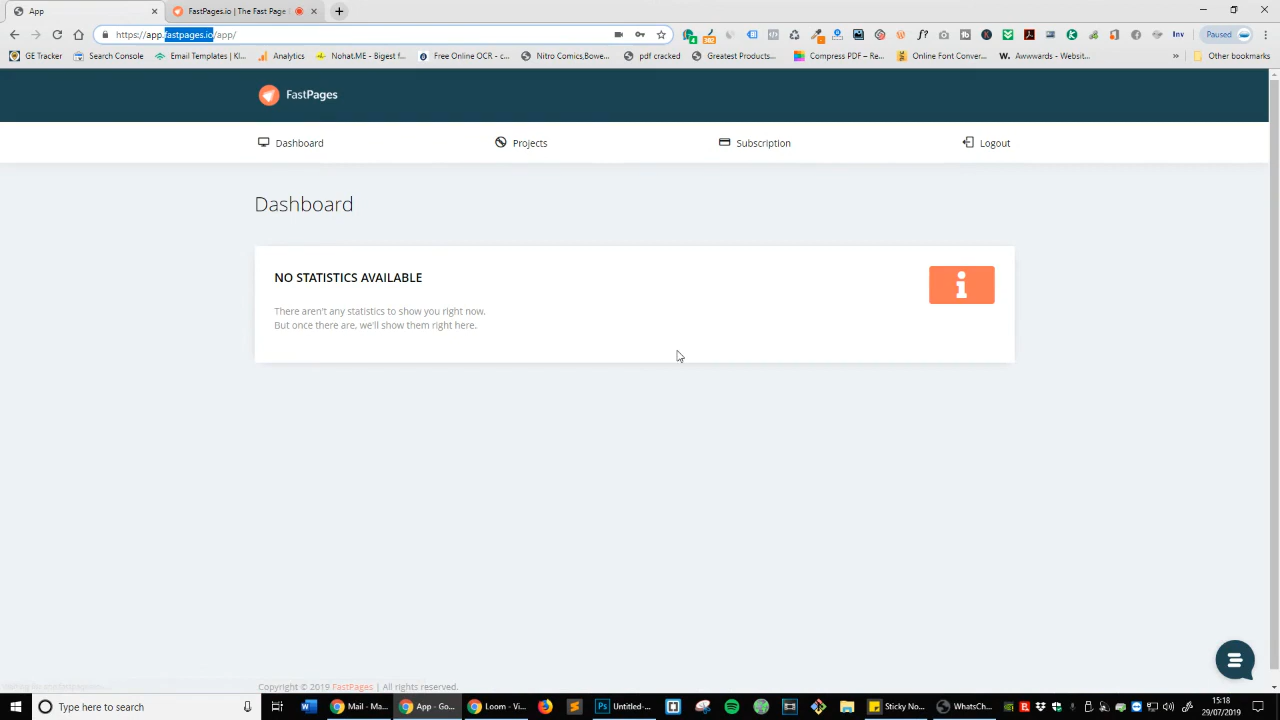 App
FastPages.io | The Fast Page
https://app.fastpages.io/app/
Paused
GE Tracker
Search Console
Email Templates | Kl...
Analytics
Nohat.ME - Biggest f...
Free Online OCR - c...
Nitro Comics,Bowe...
pdf cracked
Greatest Products...
Compress PDF – Re...
Online Font Conver...
Awwwards - Websit...
»
Other bookmarks
FastPages
Dashboard
Projects
Subscription
Logout
Dashboard
NO STATISTICS AVAILABLE
There aren't any statistics to show you right now.
But once there are, we'll show them right here.
Copyright © 2019 FastPages | All rights reserved.
Type here to search
Mail - Ma...
App - Go...
Loom - Vi...
Untitled-...
Sticky No...
WhatsCh...
15:18
29/07/2019